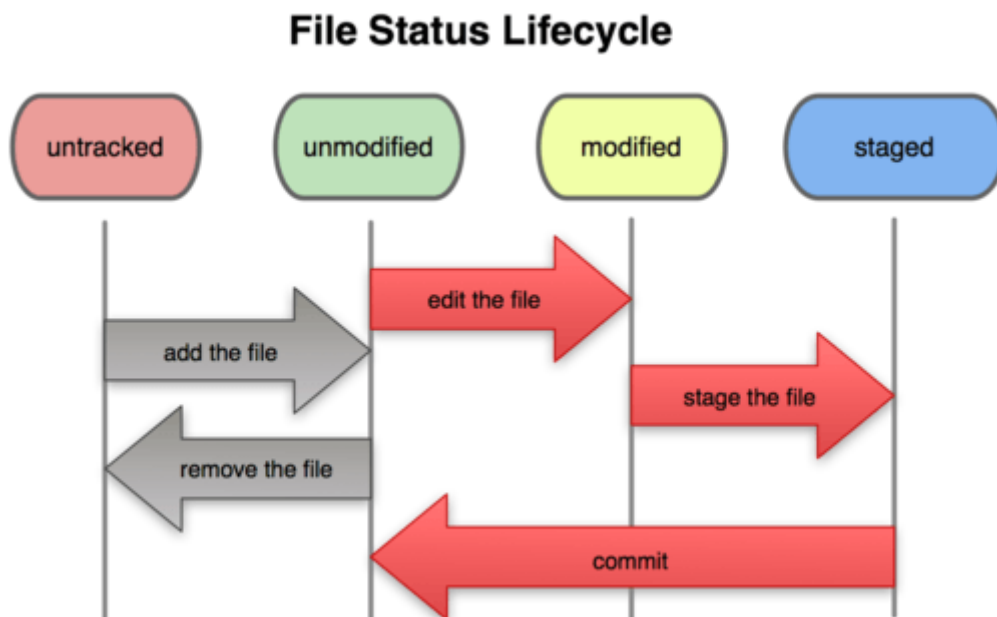 File Status Lifecycle
untracked
unmodified
modified
staged
edit the file
add the file
stage the file
remove the file
commit